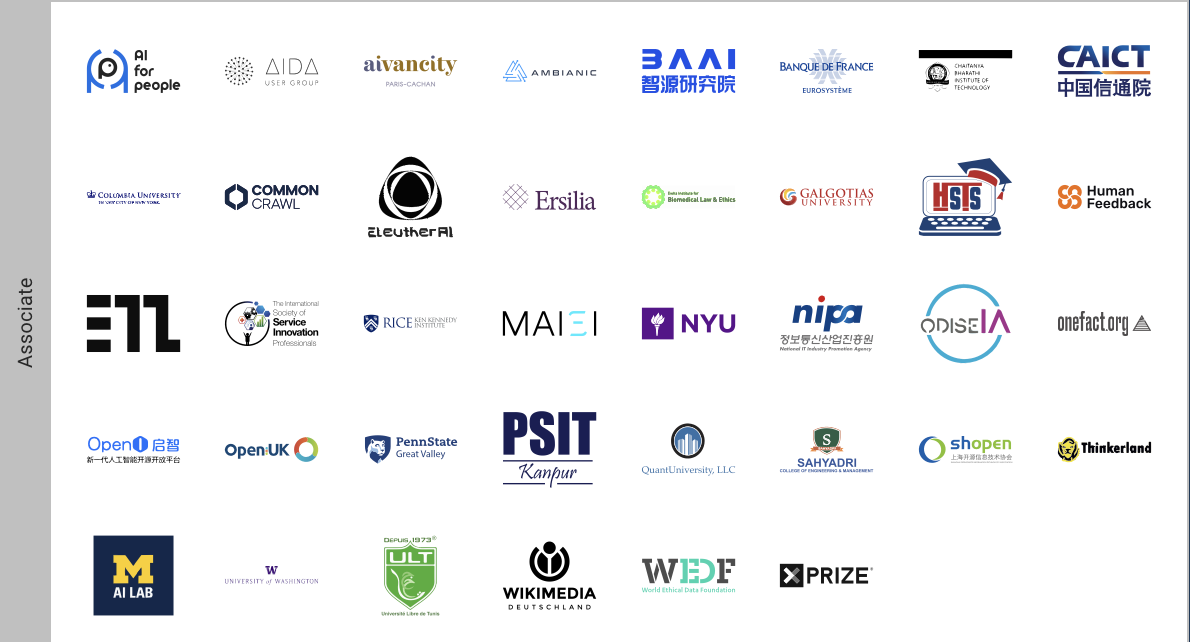 Associate
AI
for
people
AIDA
USER GROUP
aivancity
PARIS-CACHAN
AMBIANIC
BAAI
智源研究院
BANQUE DE FRANCE
EUROSYSTÈME
CHAITANYA
BHARATHI
INSTITUTE OF
TECHNOLOGY
CAICT
中国信通院
COLUMBIA UNIVERSITY
IN THE CITY OF NEW YORK
COMMON
CRAWL
EleutherAI
Ersilia
Biomedical Law & Ethics
GALGOTIAS
UNIVERSITY
HSTS
Human
Feedback
ETL
The International
Society of
Service
Innovation
Professionals
RICE KEN KENNEDY
INSTITUTE
MAIEI
NYU
nipa
정보통신산업진흥원
National IT Industry Promotion Agency
ODISEIA
onefact.org
OpenI 启智
新一代人工智能开源开放平台
OpenUK
PennState
Great Valley
PSIT
Kanpur
QuantUniversity, LLC
S
SAHYADRI
COLLEGE OF ENGINEERING & MANAGEMENT
shopen
上海开源信息技术协会
Thinkerland
M
AI LAB
W
UNIVERSITY of WASHINGTON
DEPUIS 1973®
ULT
Université Libre de Tunis
WIKIMEDIA
DEUTSCHLAND
WEDF
World Ethical Data Foundation
XPRIZE